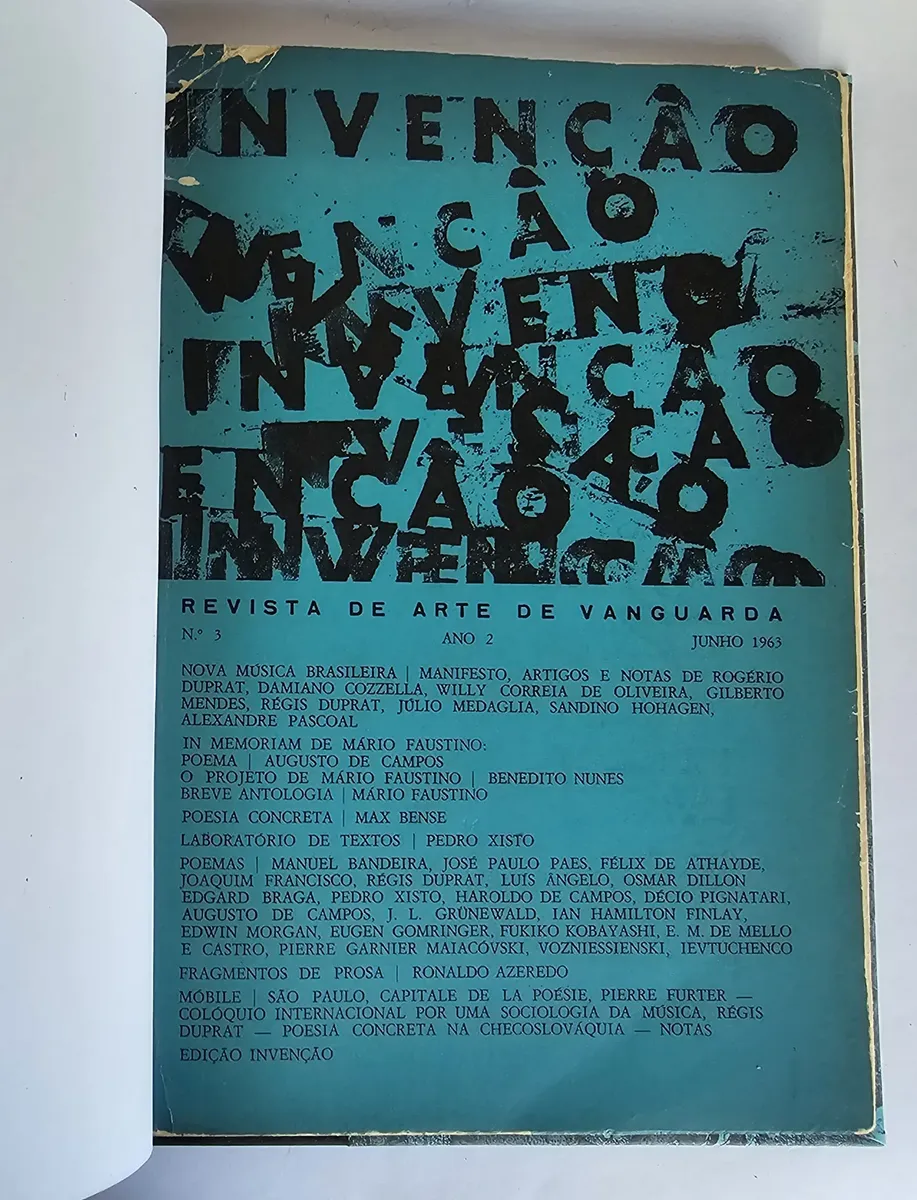 INVENÇÃO
VENÇÃO
INVENÇ
INVENÇÃO
ENÇÃO
INVENÇÃO
REVISTA DE ARTE DE VANGUARDA
N.º 3 ANO 2 JUNHO 1963
NOVA MÚSICA BRASILEIRA | MANIFESTO, ARTIGOS E NOTAS DE ROGÉRIO
DUPRAT, DAMIANO COZZELLA, WILLY CORREIA DE OLIVEIRA, GILBERTO
MENDES, RÉGIS DUPRAT, JÚLIO MEDAGLIA, SANDINO HOHAGEN,
ALEXANDRE PASCOAL
IN MEMORIAM DE MÁRIO FAUSTINO:
POEMA | AUGUSTO DE CAMPOS
O PROJETO DE MÁRIO FAUSTINO | BENEDITO NUNES
BREVE ANTOLOGIA | MÁRIO FAUSTINO
POESIA CONCRETA | MAX BENSE
LABORATÓRIO DE TEXTOS | PEDRO XISTO
POEMAS | MANUEL BANDEIRA, JOSÉ PAULO PAES, FÉLIX DE ATHAYDE,
JOAQUIM FRANCISCO, RÉGIS DUPRAT, LUIS ÂNGELO, OSMAR DILLON
EDGARD BRAGA, PEDRO XISTO, HAROLDO DE CAMPOS, DÉCIO PIGNATARI,
AUGUSTO DE CAMPOS, J. L. GRÜNEWALD, IAN HAMILTON FINLAY,
EDWIN MORGAN, EUGEN GOMRINGER, FUKIKO KOBAYASHI, E. M. DE MELLO
E CASTRO, PIERRE GARNIER MAIACÓVSKI, VOZNIESSIENSKI, IEVTUCHENCO
FRAGMENTOS DE PROSA | RONALDO AZEREDO
MÓBILE | SÃO PAULO, CAPITALE DE LA POÉSIE, PIERRE FURTER —
COLÓQUIO INTERNACIONAL POR UMA SOCIOLOGIA DA MÚSICA, RÉGIS
DUPRAT — POESIA CONCRETA NA CHECOSLOVÁQUIA — NOTAS
EDIÇÃO INVENÇÃO